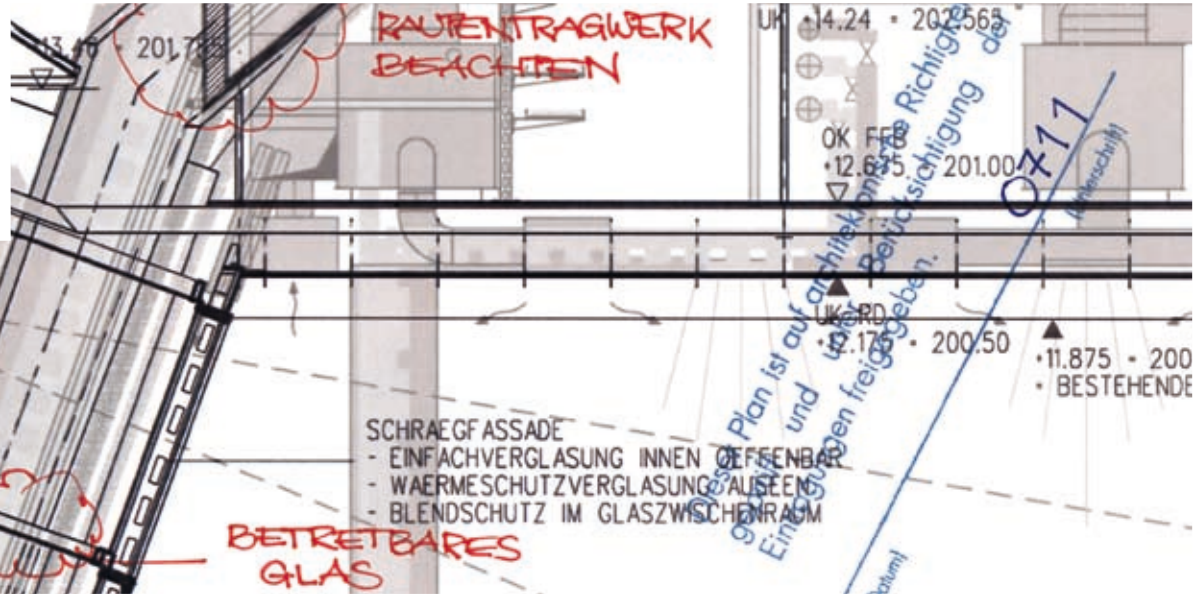 RAUTENTRAGWERK
BEACHTEN
UK +14.24 • 202.565
OK FFB
+12.675 201.00
0711
[Unterschrift]
Dieser Plan ist auf architektonische Richtigkeit
geprüft und unter Berücksichtigung der
Eintragungen freigegeben.
UK RD
+12.175 • 200.50
+11.875 • 200
• BESTEHENDE
SCHRAEGFASSADE
- EINFACHVERGLASUNG INNEN OEFFENBAR
- WAERMESCHUTZVERGLASUNG AUSEEN
- BLENDSCHUTZ IM GLASZWISCHENRAUM
BETRETBARES
GLAS